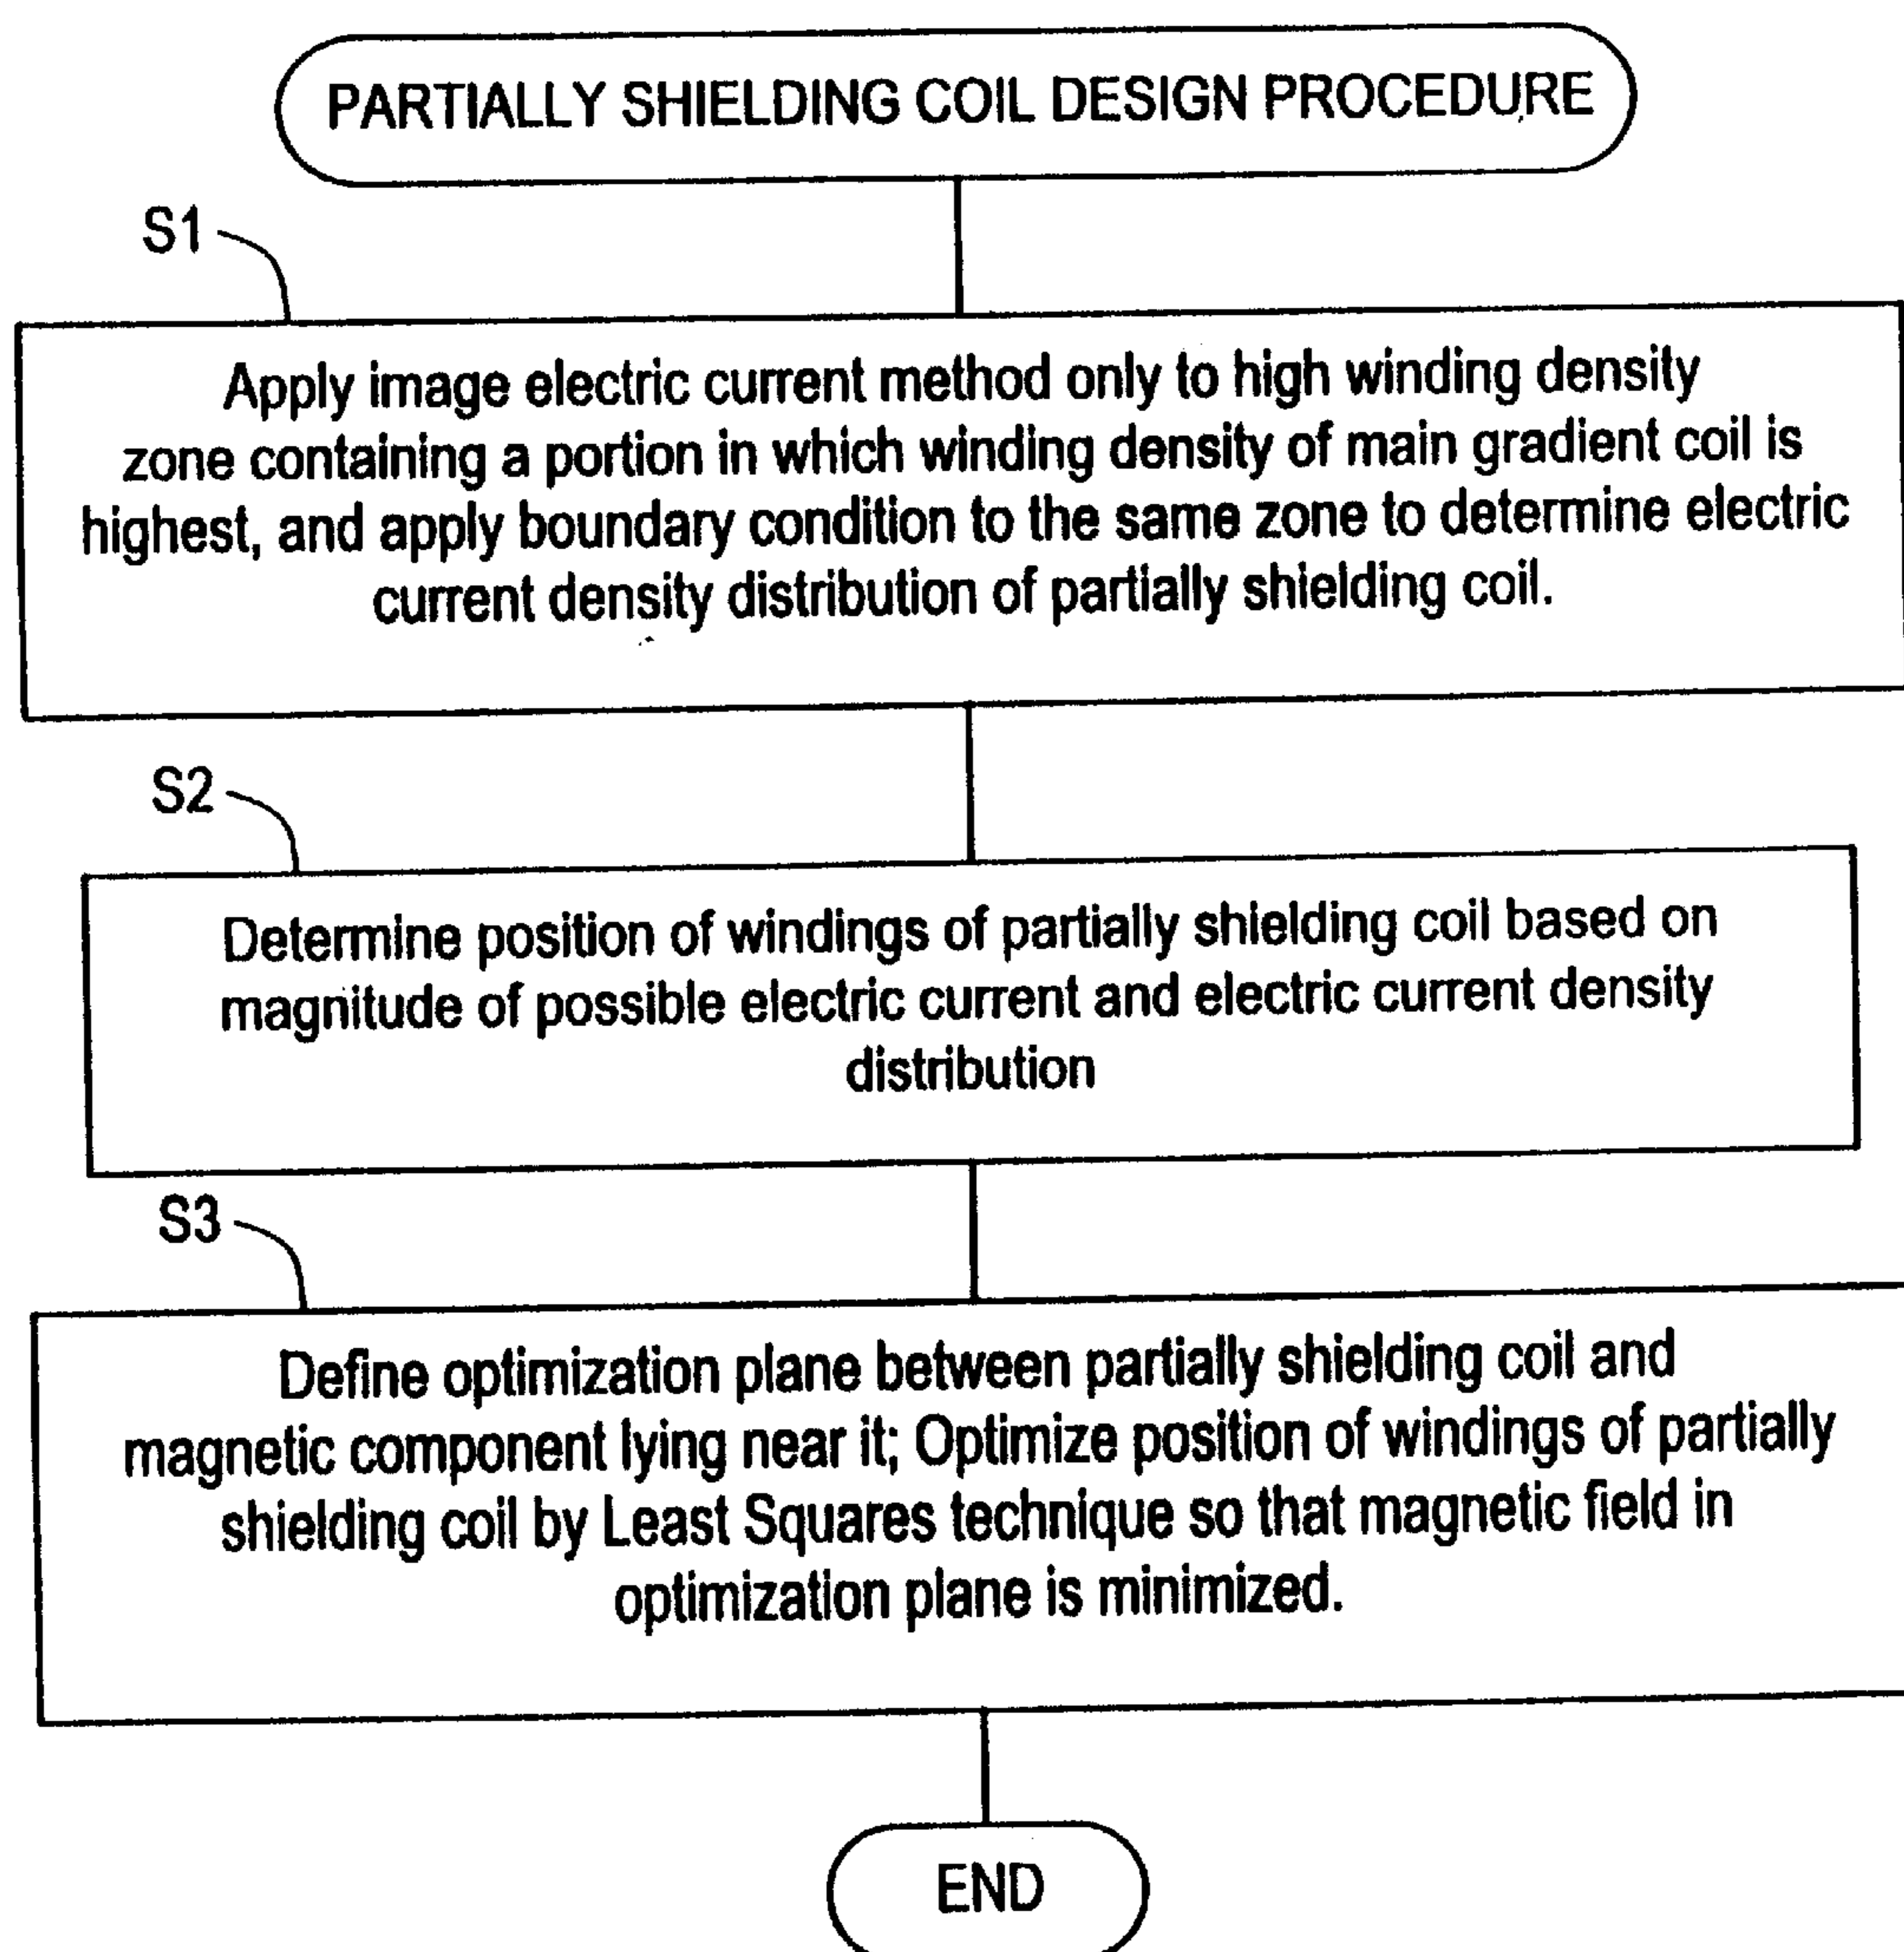 PARTIALLY SHIELDING COIL DESIGN PROCEDURE
S1
Apply image electric current method only to high winding density
zone containing a portion in which winding density of main gradient coil is
highest, and apply boundary condition to the same zone to determine electric
current density distribution of partially shielding coil.
S2
Determine position of windings of partially shielding coil based on
magnitude of possible electric current and electric current density
distribution
S3
Define optimization plane between partially shielding coil and
magnetic component lying near it; Optimize position of windings of partially
shielding coil by Least Squares technique so that magnetic field in
optimization plane is minimized.
END